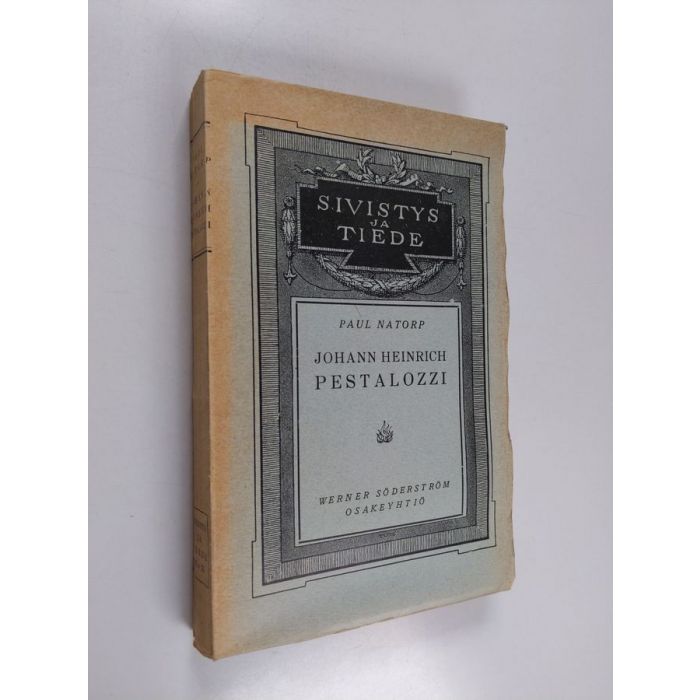 SIVISTYS
JA
TIEDE
PAUL NATORP
JOHANN HEINRICH
PESTALOZZI
WERNER SÖDERSTRÖM
OSAKEYHTIÖ